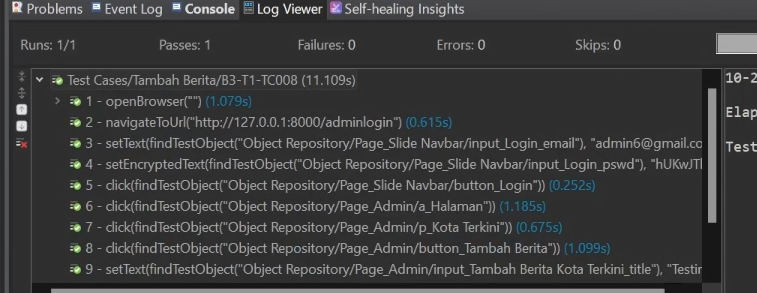 Problems Event Log Console Log Viewer Self-healing Insights
Runs: 1/1 Passes: 1 Failures: 0 Errors: 0 Skips: 0
Test Cases/Tambah Berita/B3-T1-TC008 (11.109s)
1 - openBrowser("") (1.079s)
2 - navigateToUrl("http://127.0.0.1:8000/adminlogin") (0.615s)
3 - setText(findTestObject("Object Repository/Page_Slide Navbar/input_Login_email"), "admin6@gmail.co
4 - setEncryptedText(findTestObject("Object Repository/Page_Slide Navbar/input_Login_pswd"), "hUKwJTl
5 - click(findTestObject("Object Repository/Page_Slide Navbar/button_Login")) (0.252s)
6 - click(findTestObject("Object Repository/Page_Admin/a_Halaman")) (1.185s)
7 - click(findTestObject("Object Repository/Page_Admin/p_Kota Terkini")) (0.675s)
8 - click(findTestObject("Object Repository/Page_Admin/button_Tambah Berita")) (1.099s)
9 - setText(findTestObject("Object Repository/Page_Admin/input_Tambah Berita Kota Terkini_title"), "Testin
10-2
Elap
Test